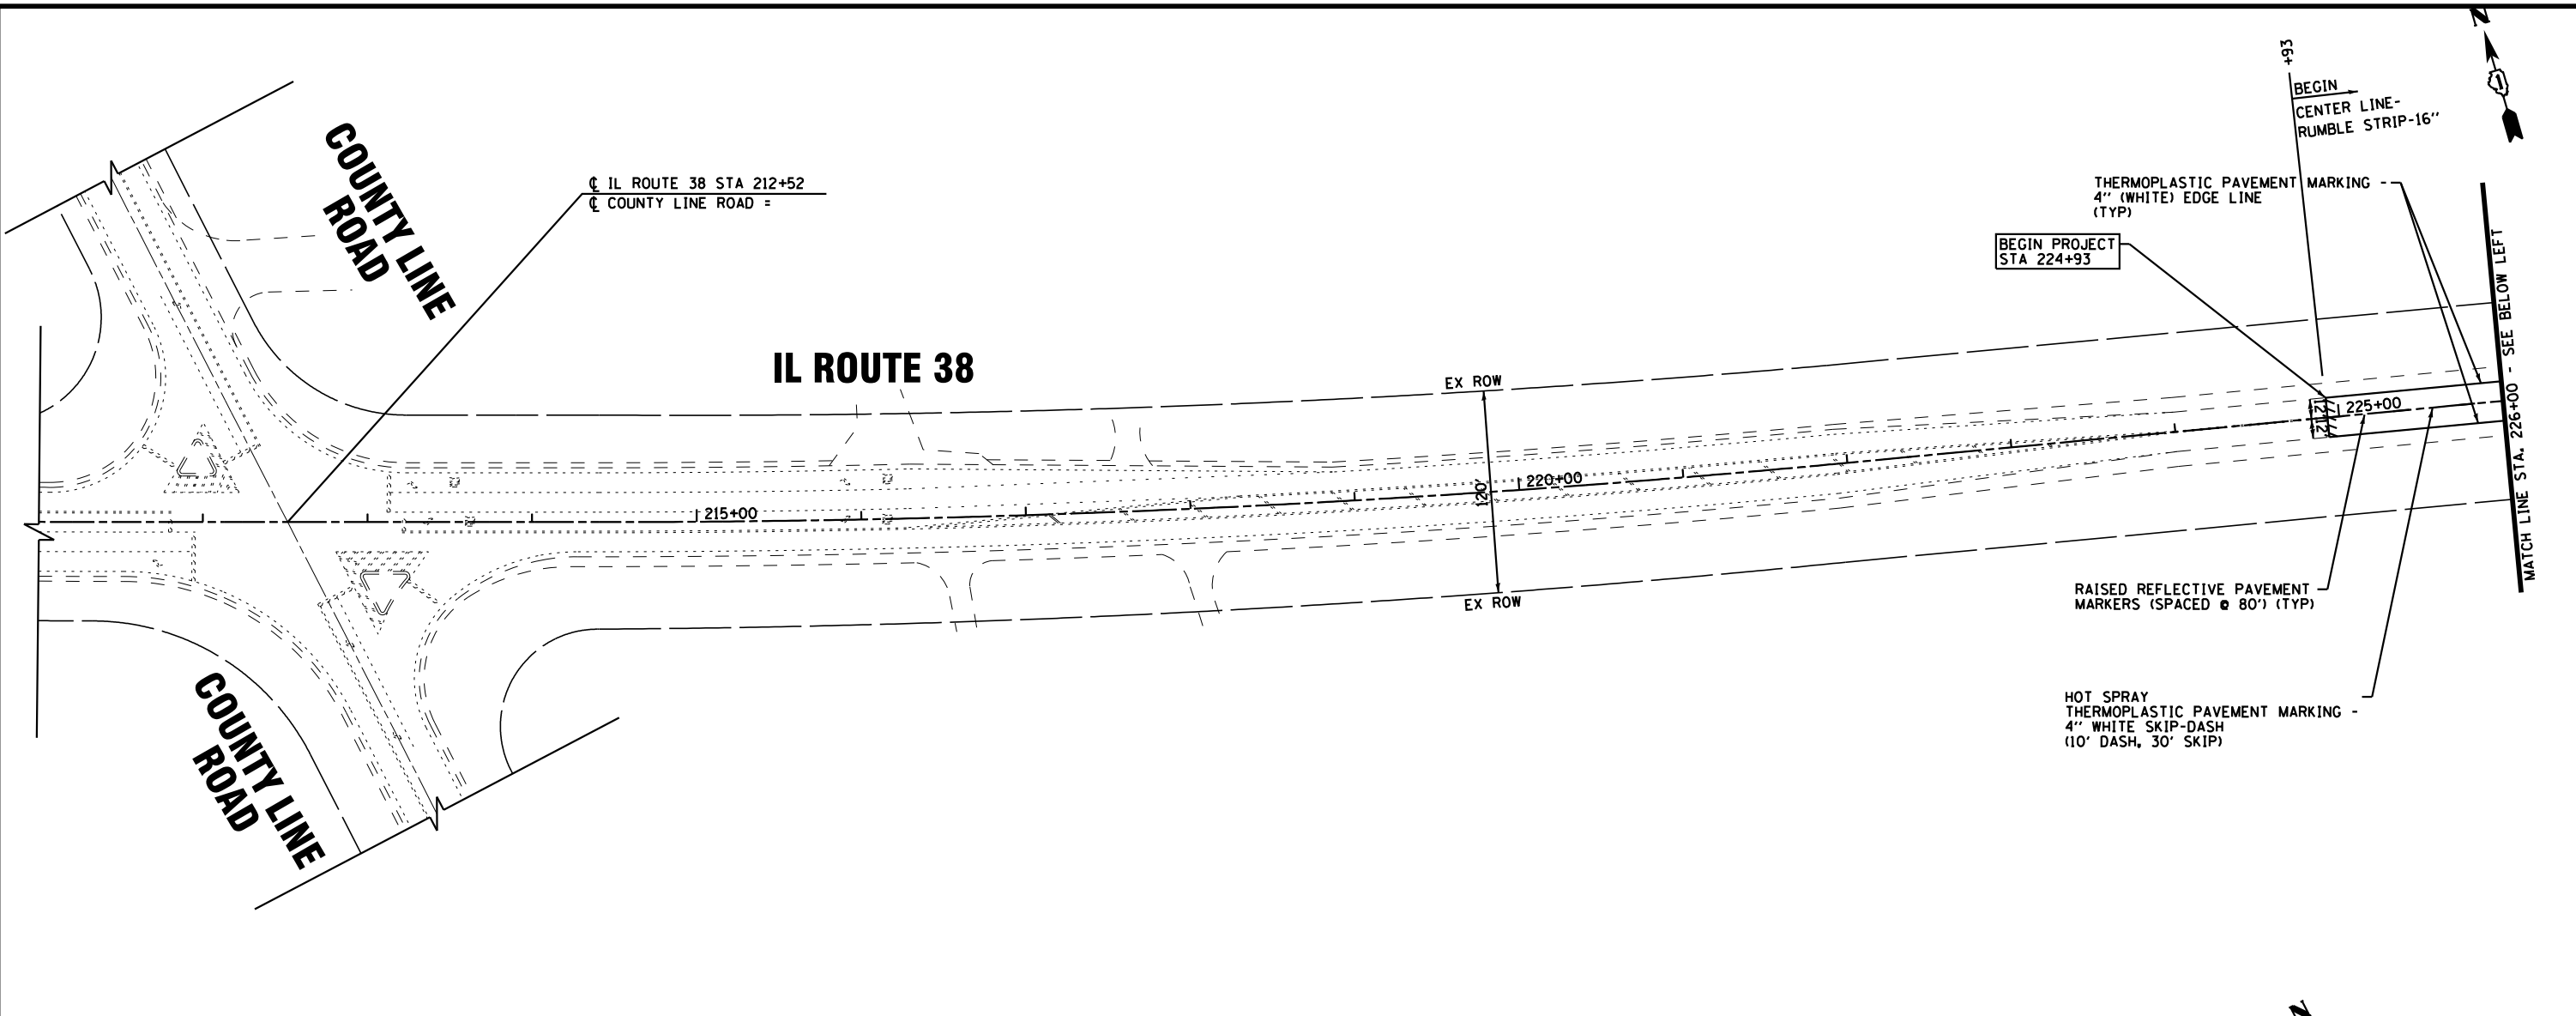 N
+93
BEGIN
CENTER LINE-
RUMBLE STRIP-16"
COUNTY LINE
ROAD
℄ IL ROUTE 38 STA 212+52
℄ COUNTY LINE ROAD =
THERMOPLASTIC PAVEMENT MARKING -
4" (WHITE) EDGE LINE
(TYP)
BEGIN PROJECT
STA 224+93
IL ROUTE 38
EX ROW
120'
EX ROW
215+00
220+00
225+00
12'
12'
MATCH LINE STA. 226+00 - SEE BELOW LEFT
RAISED REFLECTIVE PAVEMENT
MARKERS (SPACED @ 80') (TYP)
HOT SPRAY
THERMOPLASTIC PAVEMENT MARKING -
4" WHITE SKIP-DASH
(10' DASH, 30' SKIP)
COUNTY LINE
ROAD
N